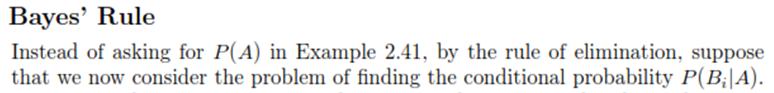 Bayes' Rule
Instead of asking for P(A) in Example 2.41, by the rule of elimination, suppose
that we now consider the problem of finding the conditional probability P(Bᵢ|A).